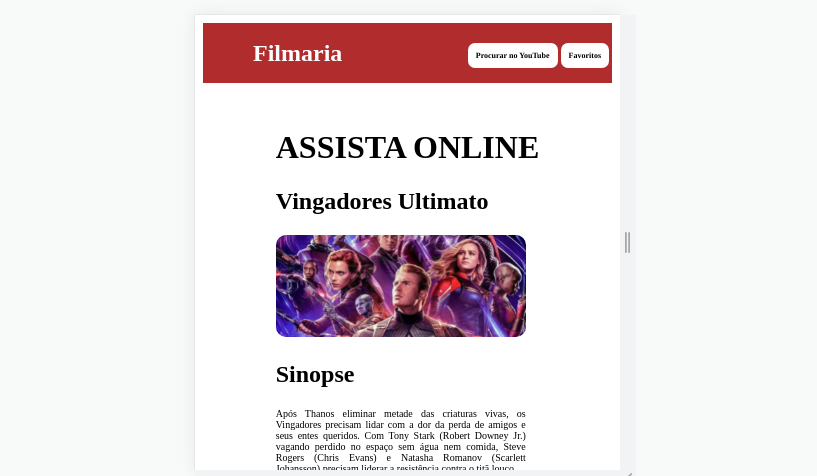 Filmaria
Procurar no YouTube
Favoritos
ASSISTA ONLINE
Vingadores Ultimato
Sinopse
Após Thanos eliminar metade das criaturas vivas, os
Vingadores precisam lidar com a dor da perda de amigos e
seus entes queridos. Com Tony Stark (Robert Downey Jr.)
vagando perdido no espaço sem água nem comida, Steve
Rogers (Chris Evans) e Natasha Romanov (Scarlett
Johansson) precisam liderar a resistência contra o titã louco.